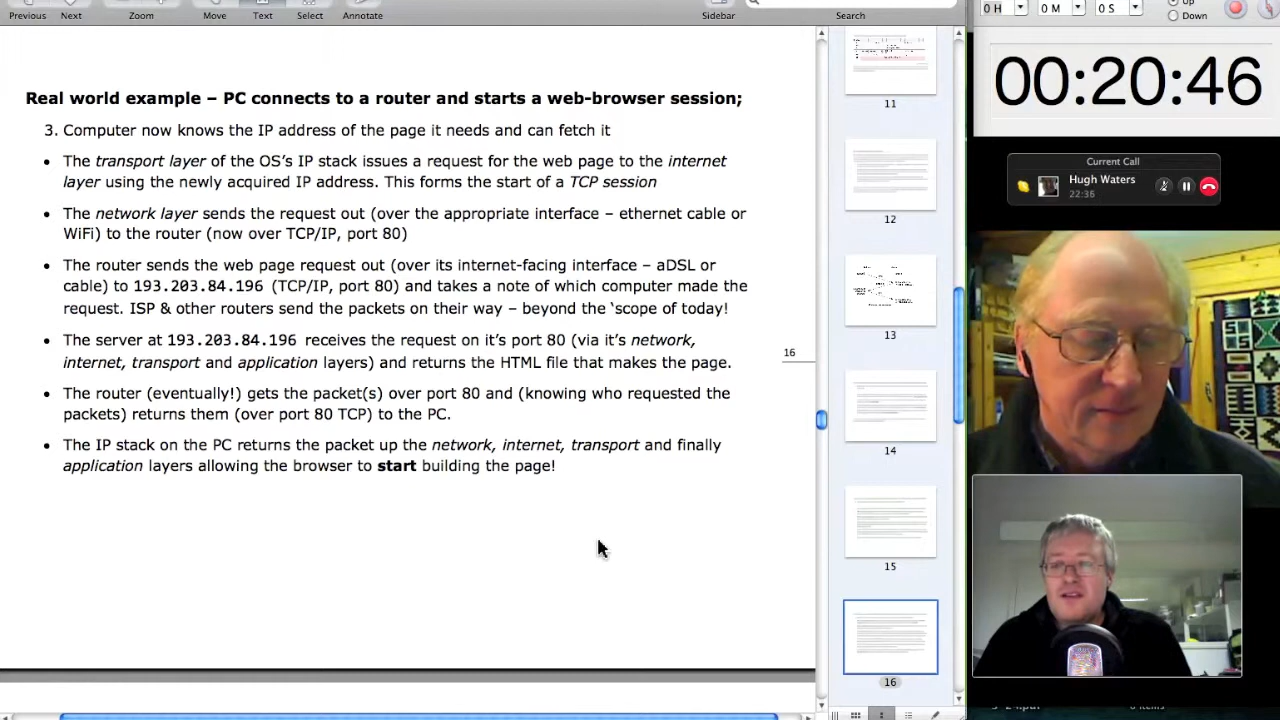 Previous
Next
Zoom
Move
Text
Select
Annotate
Sidebar
Search
0 H
0 M
0 S
Up
Down
00:20:46
Current Call
Hugh Waters
22:36
Real world example – PC connects to a router and starts a web-browser session;
3. Computer now knows the IP address of the page it needs and can fetch it
• The transport layer of the OS's IP stack issues a request for the web page to the internet
layer using the newly acquired IP address. This forms the start of a TCP session
• The network layer sends the request out (over the appropriate interface – ethernet cable or
WiFi) to the router (now over TCP/IP, port 80)
• The router sends the web page request out (over its internet-facing interface – aDSL or
cable) to 193.203.84.196 (TCP/IP, port 80) and takes a note of which computer made the
request. ISP & other routers send the packets on their way – beyond the ‘scope of today!
• The server at 193.203.84.196 receives the request on it's port 80 (via it's network,
internet, transport and application layers) and returns the HTML file that makes the page.
• The router (eventually!) gets the packet(s) over port 80 and (knowing who requested the
packets) returns them (over port 80 TCP) to the PC.
• The IP stack on the PC returns the packet up the network, internet, transport and finally
application layers allowing the browser to start building the page!
16
11
12
13
14
15
16